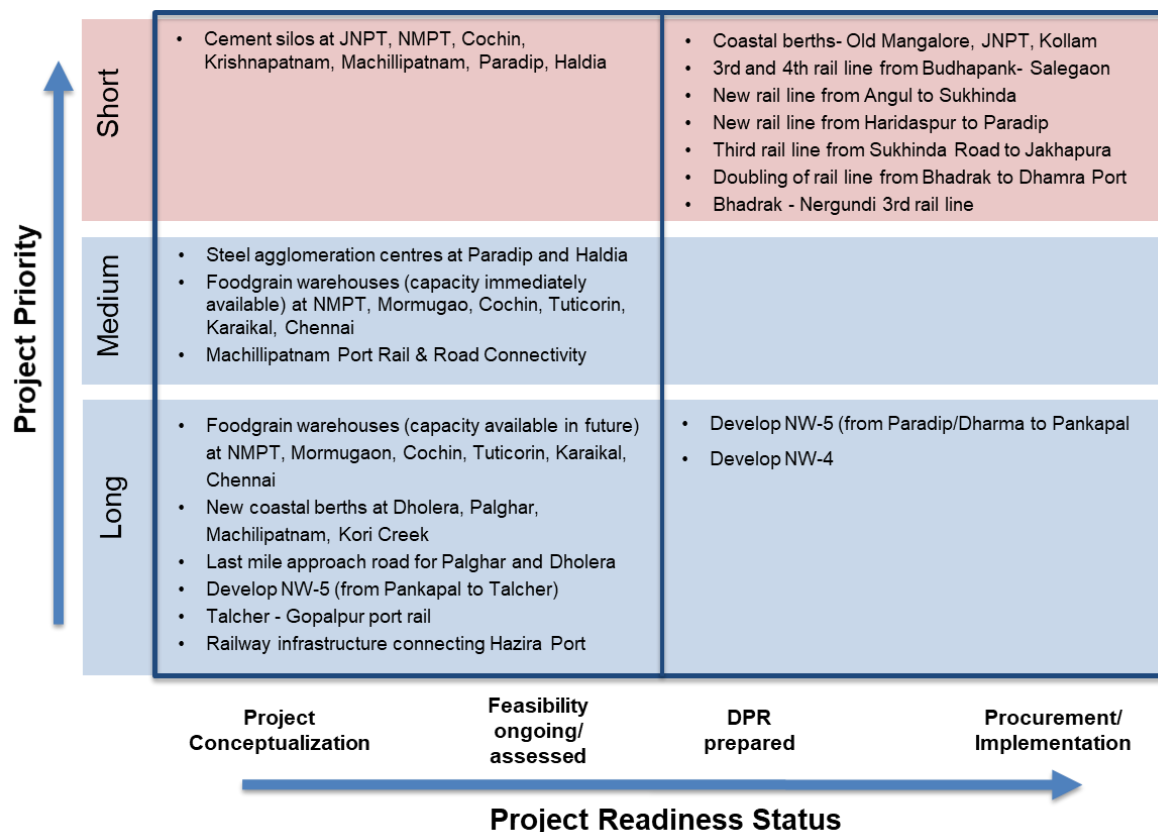 Project Priority
Short
• Cement silos at JNPT, NMPT, Cochin,
Krishnapatnam, Machillipatnam, Paradip, Haldia
• Coastal berths- Old Mangalore, JNPT, Kollam
• 3rd and 4th rail line from Budhapank- Salegaon
• New rail line from Angul to Sukhinda
• New rail line from Haridaspur to Paradip
• Third rail line from Sukhinda Road to Jakhapura
• Doubling of rail line from Bhadrak to Dhamra Port
• Bhadrak - Nergundi 3rd rail line
Medium
• Steel agglomeration centres at Paradip and Haldia
• Foodgrain warehouses (capacity immediately
available) at NMPT, Mormugao, Cochin, Tuticorin,
Karaikal, Chennai
• Machillipatnam Port Rail & Road Connectivity
Long
• Foodgrain warehouses (capacity available in future)
at NMPT, Mormugaon, Cochin, Tuticorin, Karaikal,
Chennai
• New coastal berths at Dholera, Palghar,
Machilipatnam, Kori Creek
• Last mile approach road for Palghar and Dholera
• Develop NW-5 (from Pankapal to Talcher)
• Talcher - Gopalpur port rail
• Railway infrastructure connecting Hazira Port
• Develop NW-5 (from Paradip/Dharma to Pankapal
• Develop NW-4
Project
Conceptualization
Feasibility
ongoing/
assessed
DPR
prepared
Procurement/
Implementation
Project Readiness Status